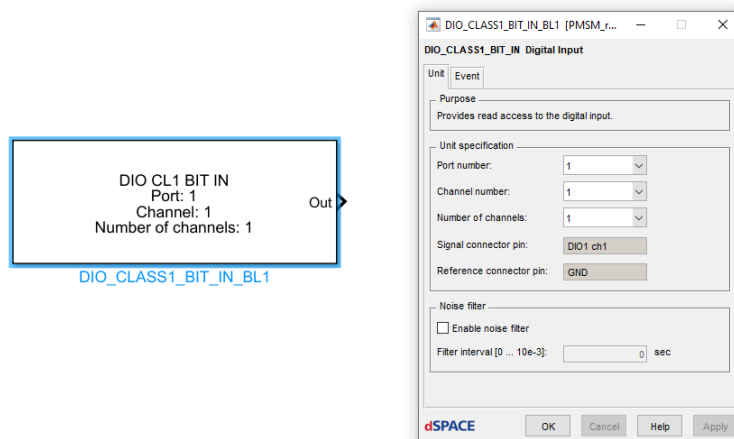 DIO CL1 BIT IN
Port: 1
Channel: 1
Number of channels: 1
Out
DIO_CLASS1_BIT_IN_BL1
DIO_CLASS1_BIT_IN_BL1 [PMSM_r...
DIO_CLASS1_BIT_IN Digital Input
Unit Event
Purpose
Provides read access to the digital input.
Unit specification
Port number: 1
Channel number: 1
Number of channels: 1
Signal connector pin: DIO1 ch1
Reference connector pin: GND
Noise filter
Enable noise filter
Filter interval [0 ... 10e-3]: 0 sec
dSPACE OK Cancel Help Apply